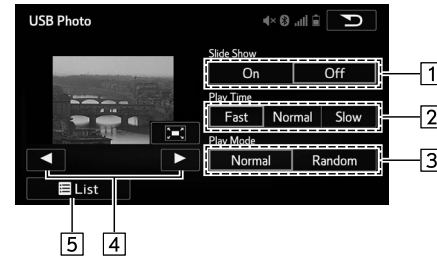 USB Photo
Slide Show
On Off
1
Play Time
Fast Normal Slow
2
Play Mode
Normal Random
3
List
5 4